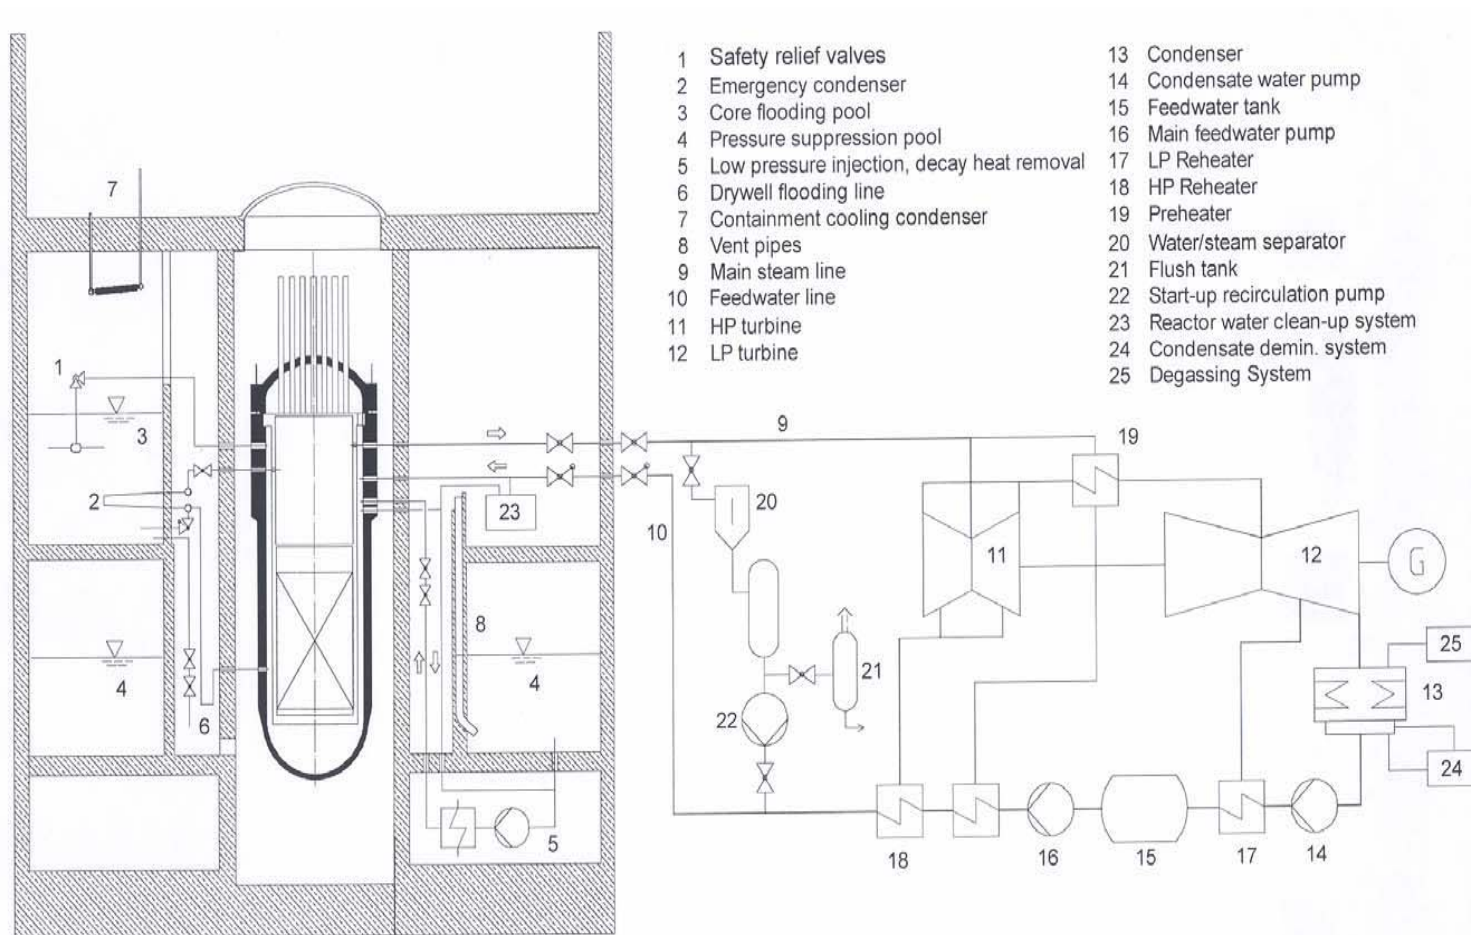 1 Safety relief valves
2 Emergency condenser
3 Core flooding pool
4 Pressure suppression pool
5 Low pressure injection, decay heat removal
6 Drywell flooding line
7 Containment cooling condenser
8 Vent pipes
9 Main steam line
10 Feedwater line
11 HP turbine
12 LP turbine
13 Condenser
14 Condensate water pump
15 Feedwater tank
16 Main feedwater pump
17 LP Reheater
18 HP Reheater
19 Preheater
20 Water/steam separator
21 Flush tank
22 Start-up recirculation pump
23 Reactor water clean-up system
24 Condensate demin. system
25 Degassing System
7
1
3
2
4
6
23
8
4
5
9
10
19
20
11
12
G
21
22
25
13
24
18
16
15
17
14